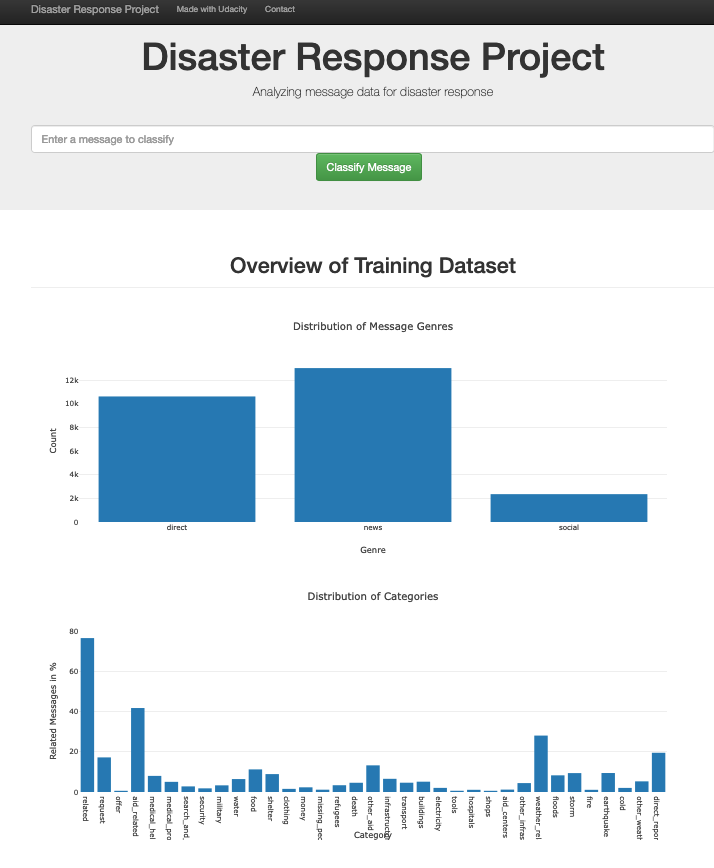 Disaster Response Project Made with Udacity Contact
Disaster Response Project
Analyzing message data for disaster response
Enter a message to classify
Classify Message
Overview of Training Dataset
Distribution of Message Genres
12k
10k
8k
6k
4k
2k
0
Count
direct news social
Genre
Distribution of Categories
80
60
40
20
0
Related Messages in %
related
request
offer
aid_related
medical_hel
medical_pro
search_and_
security
military
water
food
shelter
clothing
money
missing_peo
refugees
death
other_aid
infrastructu
transport
buildings
electricity
tools
hospitals
shops
aid_centers
other_infras
weather_rel
floods
storm
fire
earthquake
cold
other_weath
direct_repor
Category